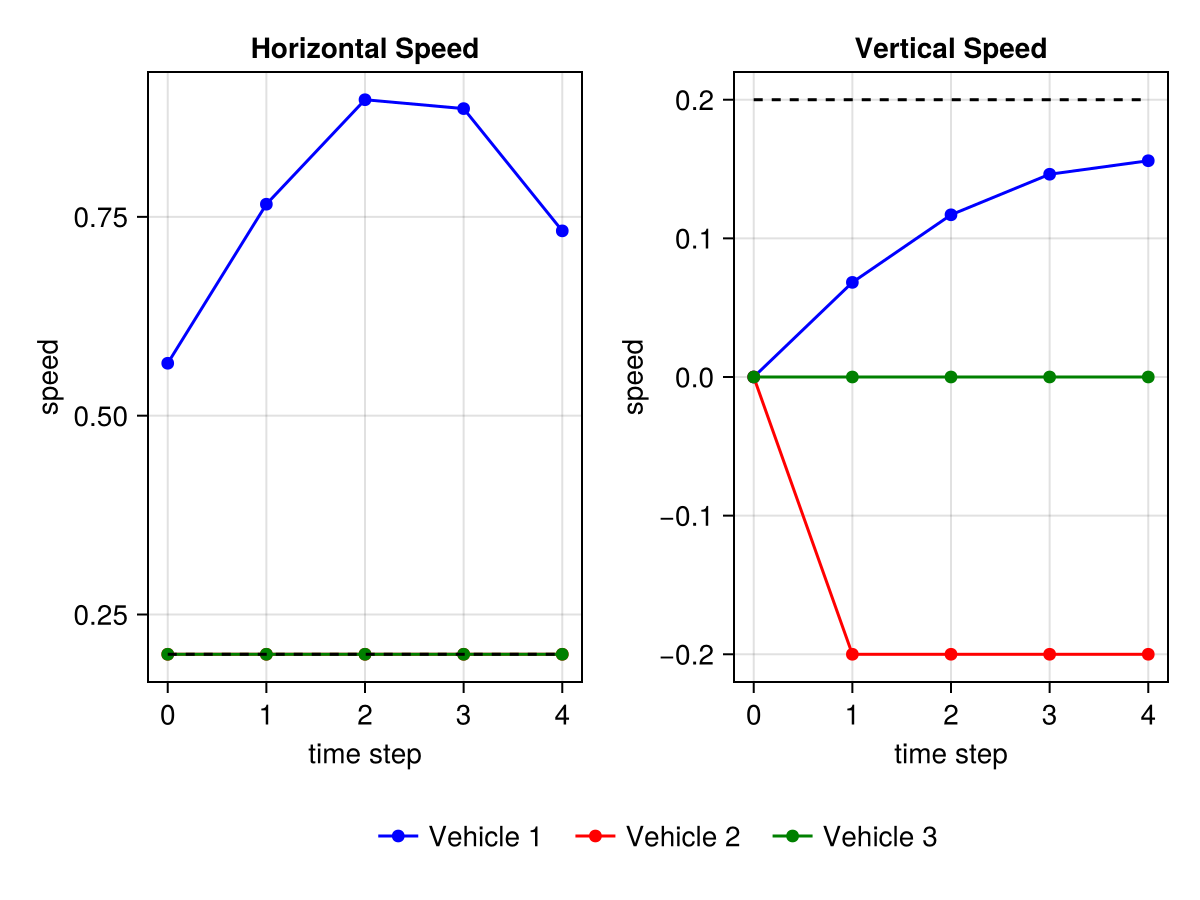 Horizontal Speed
Vertical Speed
speed
0.75
0.50
0.25
0 1 2 3 4
time step
speed
0.2
0.1
0.0
−0.1
−0.2
0 1 2 3 4
time step
Vehicle 1 Vehicle 2 Vehicle 3